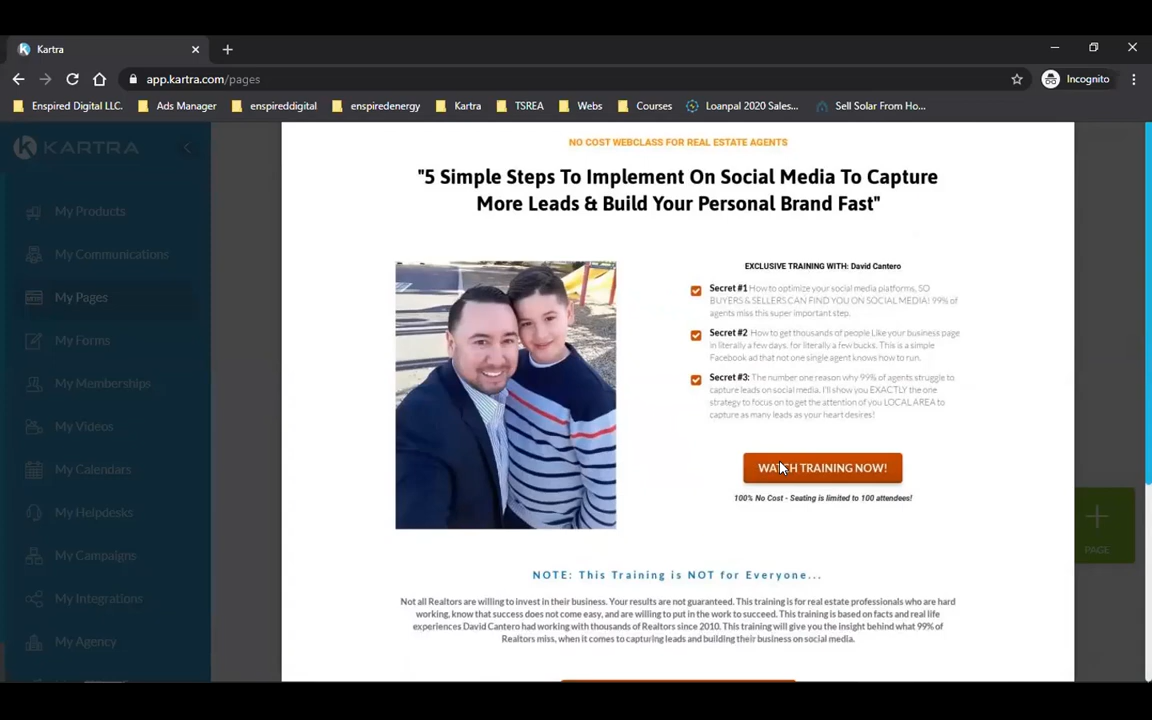 Kartra
app.kartra.com/pages
Incognito
Enspired Digital LLC.
Ads Manager
enspireddigital
enspiredenergy
Kartra
TSREA
Webs
Courses
Loanpal 2020 Sales...
Sell Solar From Ho...
KARTRA
My Products
My Communications
My Pages
My Forms
My Memberships
My Videos
My Calendars
My Helpdesks
My Campaigns
My Integrations
My Agency
NO COST WEBCLASS FOR REAL ESTATE AGENTS
"5 Simple Steps To Implement On Social Media To Capture
More Leads & Build Your Personal Brand Fast"
EXCLUSIVE TRAINING WITH: David Cantero
Secret #1 How to optimize your social media platforms, SO
BUYERS & SELLERS CAN FIND YOU ON SOCIAL MEDIA! 99% of
agents miss this super important step.
Secret #2 How to get thousands of people Like your business page
in literally a few days, for literally a few bucks. This is a simple
Facebook ad that not one single agent knows how to run.
Secret #3: The number one reason why 99% of agents struggle to
capture leads on social media. I'll show you EXACTLY the one
strategy to focus on to get the attention of you LOCAL AREA to
capture as many leads as your heart desires!
WATCH TRAINING NOW!
100% No Cost - Seating is limited to 100 attendees!
PAGE
NOTE: This Training is NOT for Everyone...
Not all Realtors are willing to invest in their business. Your results are not guaranteed. This training is for real estate professionals who are hard
working, know that success does not come easy, and are willing to put in the work to succeed. This training is based on facts and real life
experiences David Cantero had working with thousands of Realtors since 2010. This training will give you the insight behind what 99% of
Realtors miss, when it comes to capturing leads and building their business on social media.